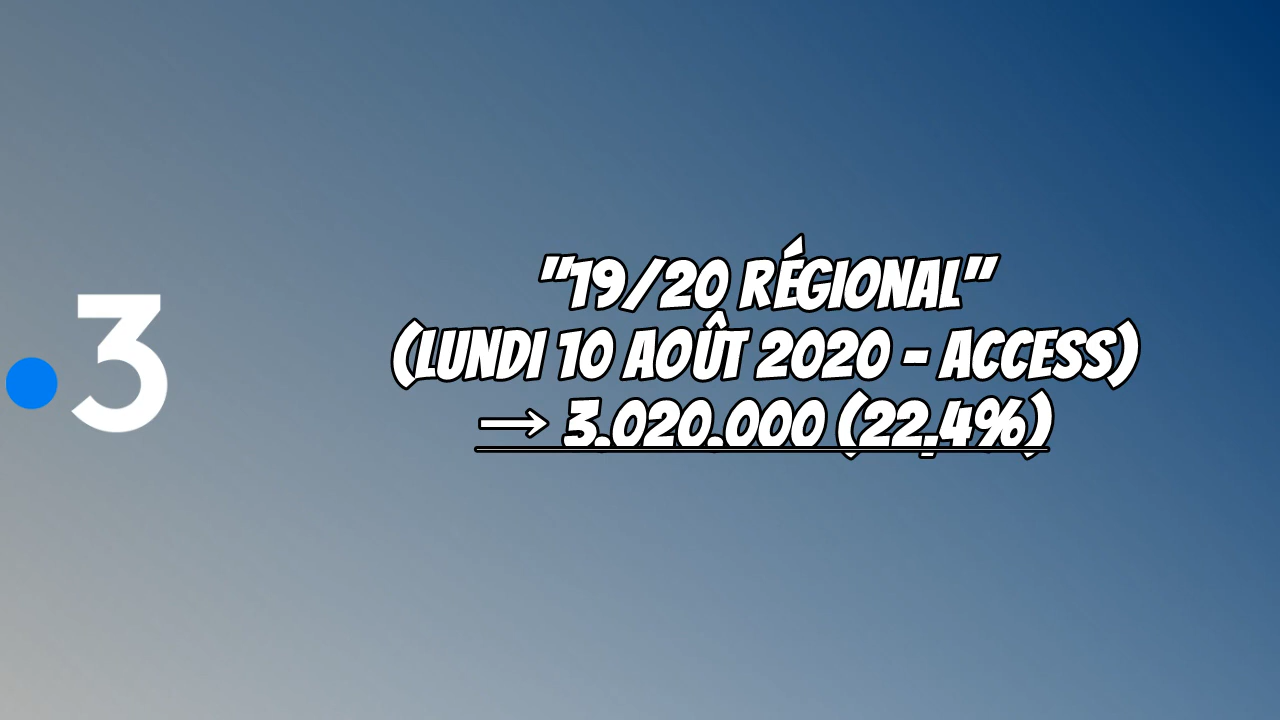 .3
"19/20 RÉGIONAL"
(LUNDI 10 AOÛT 2020 - ACCESS)
→ 3.020.000 (22,4%)